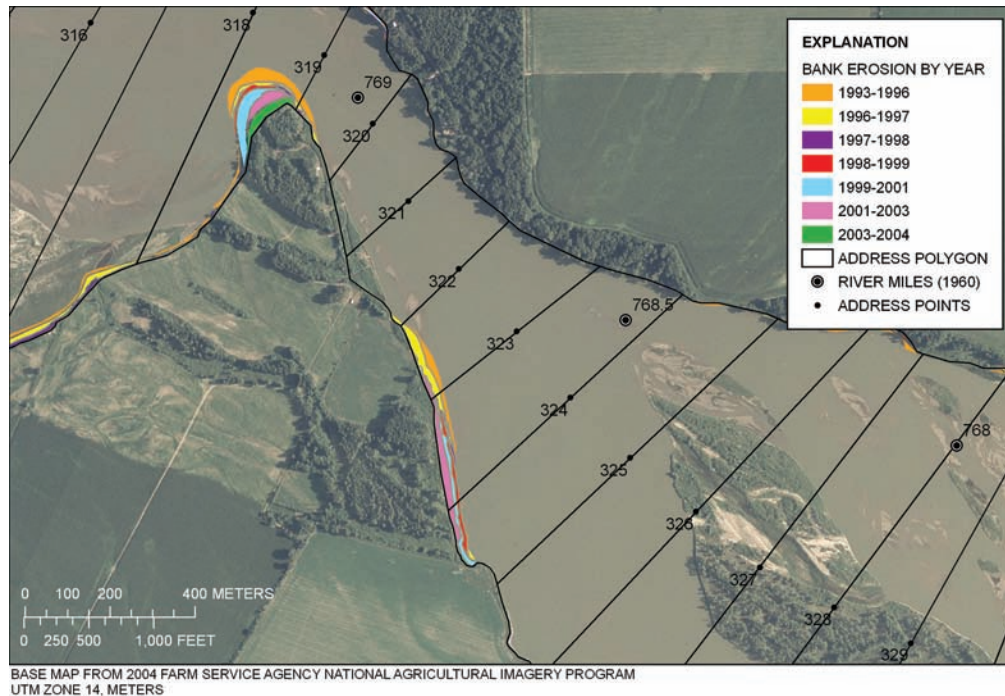 316
318
319
769
320
321
322
323
768.5
324
325
326
327
328
329
768
EXPLANATION
BANK EROSION BY YEAR
1993-1996
1996-1997
1997-1998
1998-1999
1999-2001
2001-2003
2003-2004
ADDRESS POLYGON
RIVER MILES (1960)
ADDRESS POINTS
0 100 200 400 METERS
0 250 500 1,000 FEET
BASE MAP FROM 2004 FARM SERVICE AGENCY NATIONAL AGRICULTURAL IMAGERY PROGRAM
UTM ZONE 14, METERS